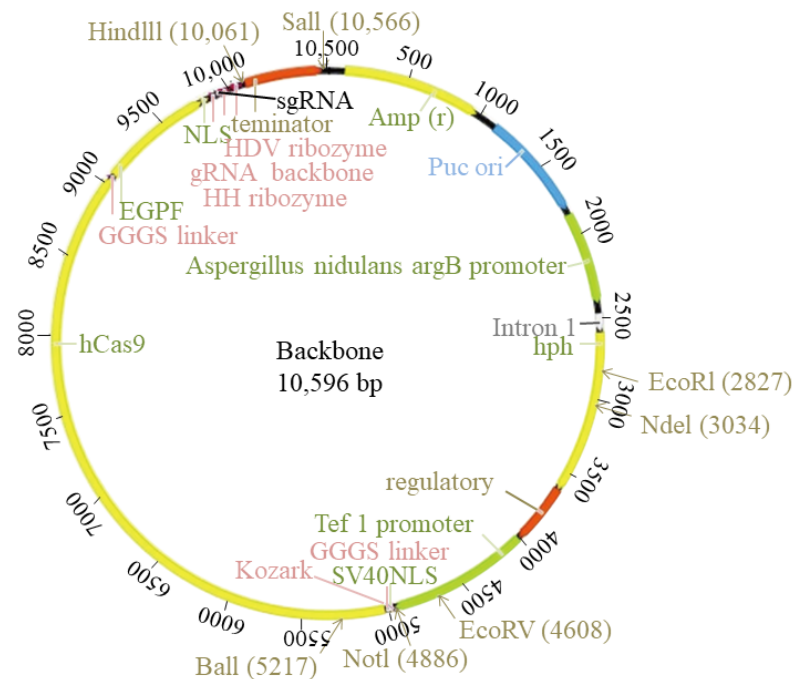 HindIII (10,061)
SalI (10,566)
10,500
500
10,000
sgRNA
1000
9500
Amp (r)
NLS
teminator
HDV ribozyme
Puc ori
1500
gRNA backbone
9000
HH ribozyme
EGPF
GGGS linker
2000
8500
Aspergillus nidulans argB promoter
2500
Intron 1
8000
hCas9
hph
Backbone
10,596 bp
EcoRl (2827)
3000
Ndel (3034)
7500
3500
regulatory
7000
Tef 1 promoter
4000
GGGS linker
Kozark
SV40NLS
6500
4500
6000
5500
5000
EcoRV (4608)
Ball (5217)
Notl (4886)